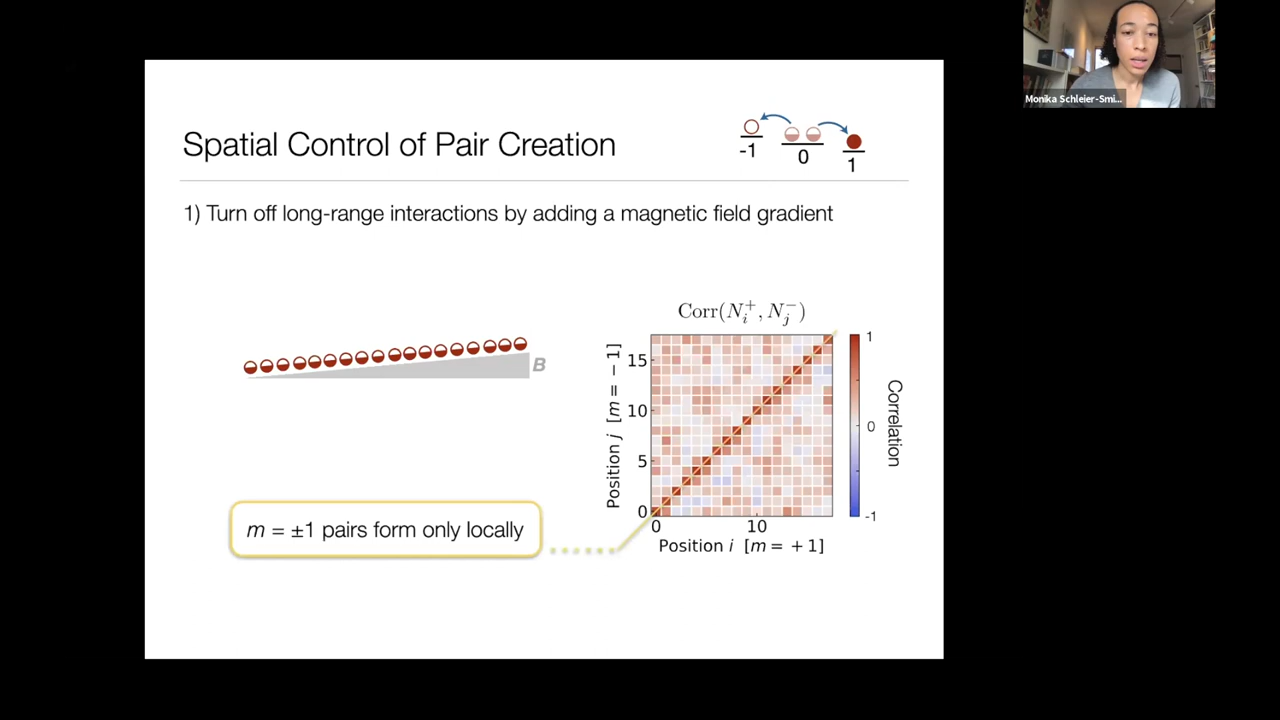 Monika Schleier-Smi...
Spatial Control of Pair Creation
-1
0
1
1) Turn off long-range interactions by adding a magnetic field gradient
B
m = ±1 pairs form only locally
Corr(N_i^+, N_j^-)
Position j [m = −1]
15
10
5
0
0
10
Position i [m = +1]
1
0
-1
Correlation